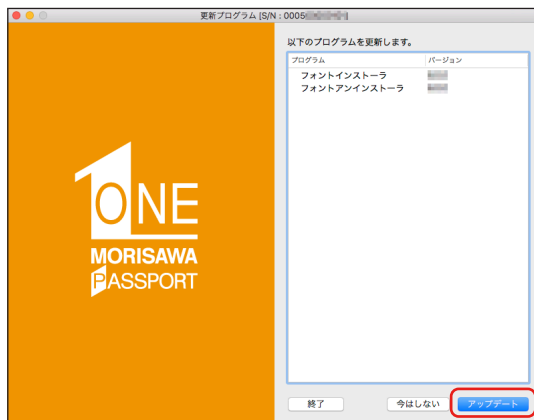 更新プログラム [S/N : 0005
以下のプログラムを更新します。
プログラム バージョン
フォントインストーラ
フォントアンインストーラ
1 ONE
MORISAWA
PASSPORT
終了 今はしない アップデート